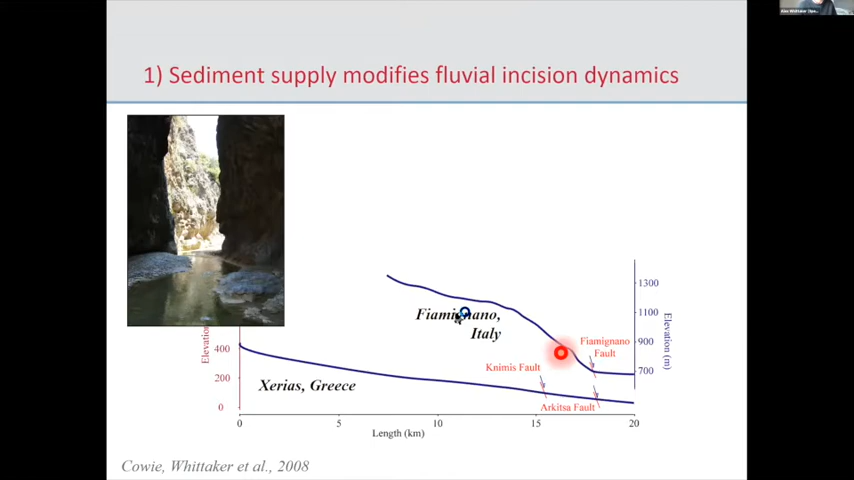 1) Sediment supply modifies fluvial incision dynamics
1300
1100
900
700
Elevation (m)
Fiamignano,
Italy
Fiamignano
Fault
Knimis Fault
Arkitsa Fault
Elevation
400
200
0
Xerias, Greece
0
5
10
15
20
Length (km)
Cowie, Whittaker et al., 2008